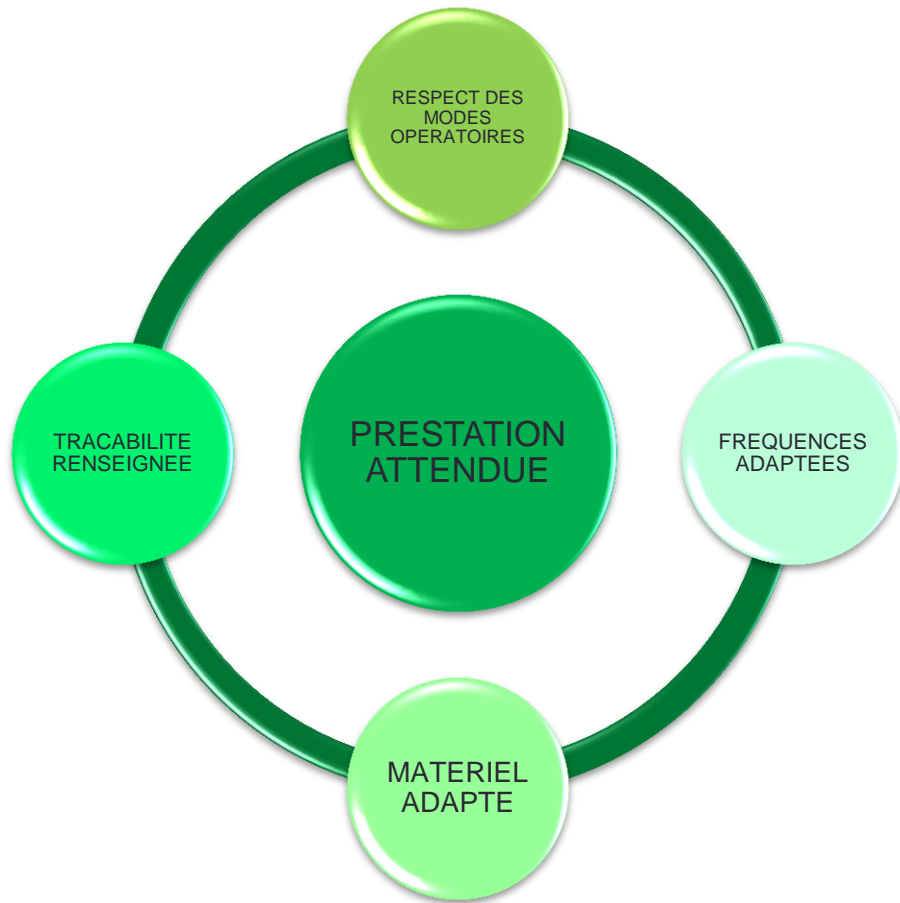 RESPECT DES
MODES
OPERATOIRES
TRACABILITE
RENSEIGNEE
PRESTATION
ATTENDUE
FREQUENCES
ADAPTEES
MATERIEL
ADAPTE